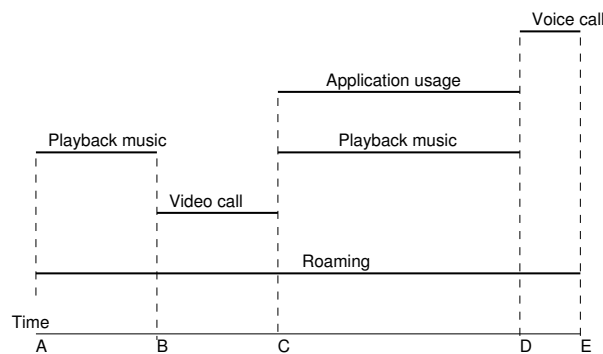 Voice call
Application usage
Playback music
Playback music
Video call
Roaming
Time
A B C D E